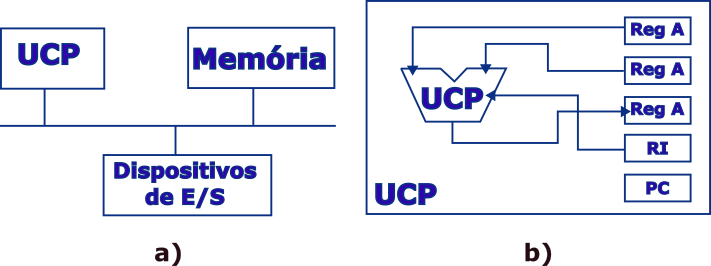 UCP
Memória
Dispositivos
de E/S
a)
Reg A
Reg A
UCP
Reg A
RI
PC
UCP
b)